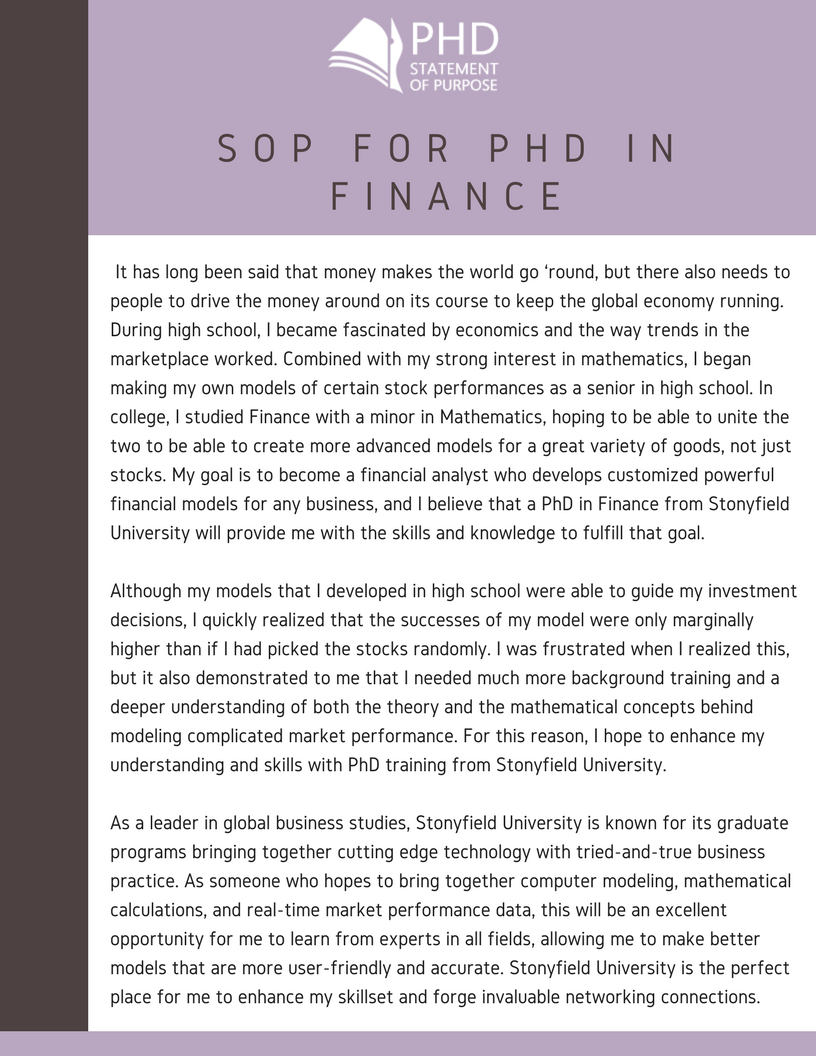 PHD
STATEMENT
OF PURPOSE
SOP FOR PHD IN
FINANCE
It has long been said that money makes the world go ‘round, but there also needs to
people to drive the money around on its course to keep the global economy running.
During high school, I became fascinated by economics and the way trends in the
marketplace worked. Combined with my strong interest in mathematics, I began
making my own models of certain stock performances as a senior in high school. In
college, I studied Finance with a minor in Mathematics, hoping to be able to unite the
two to be able to create more advanced models for a great variety of goods, not just
stocks. My goal is to become a financial analyst who develops customized powerful
financial models for any business, and I believe that a PhD in Finance from Stonyfield
University will provide me with the skills and knowledge to fulfill that goal.
Although my models that I developed in high school were able to guide my investment
decisions, I quickly realized that the successes of my model were only marginally
higher than if I had picked the stocks randomly. I was frustrated when I realized this,
but it also demonstrated to me that I needed much more background training and a
deeper understanding of both the theory and the mathematical concepts behind
modeling complicated market performance. For this reason, I hope to enhance my
understanding and skills with PhD training from Stonyfield University.
As a leader in global business studies, Stonyfield University is known for its graduate
programs bringing together cutting edge technology with tried-and-true business
practice. As someone who hopes to bring together computer modeling, mathematical
calculations, and real-time market performance data, this will be an excellent
opportunity for me to learn from experts in all fields, allowing me to make better
models that are more user-friendly and accurate. Stonyfield University is the perfect
place for me to enhance my skillset and forge invaluable networking connections.